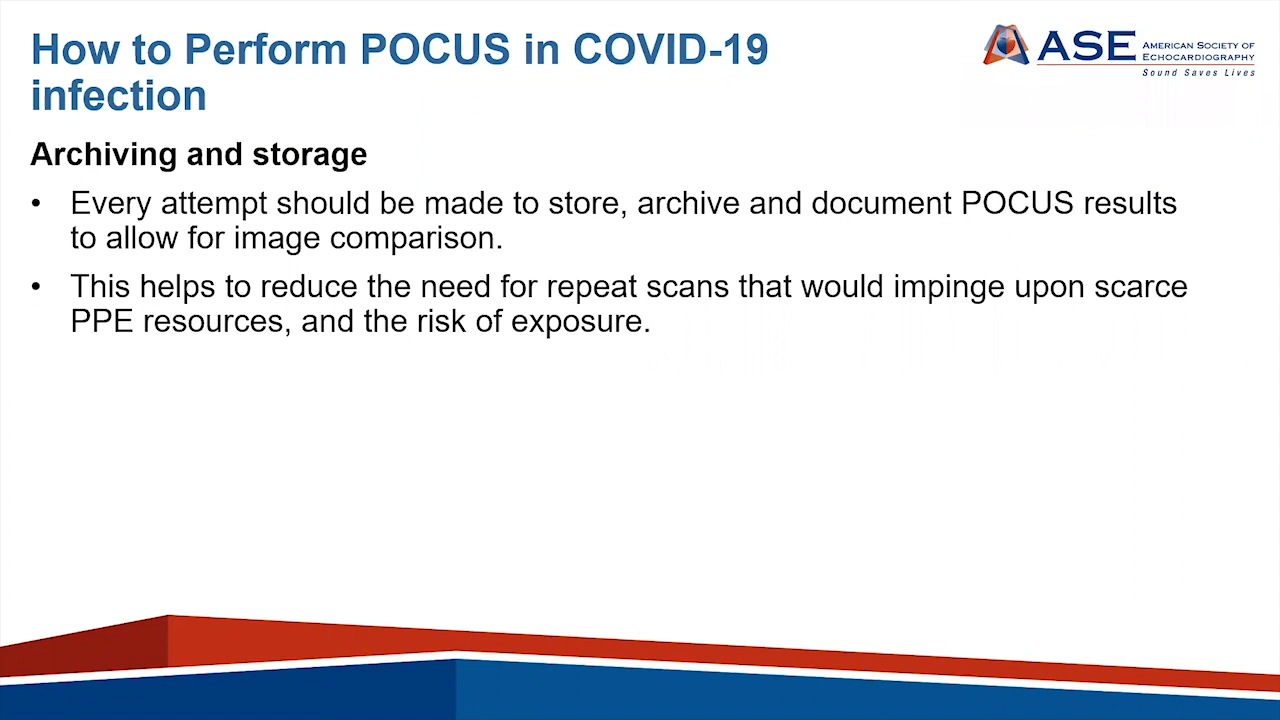 How to Perform POCUS in COVID-19
infection
ASE AMERICAN SOCIETY OF
ECHOCARDIOGRAPHY
Sound Saves Lives
Archiving and storage
• Every attempt should be made to store, archive and document POCUS results
to allow for image comparison.
• This helps to reduce the need for repeat scans that would impinge upon scarce
PPE resources, and the risk of exposure.